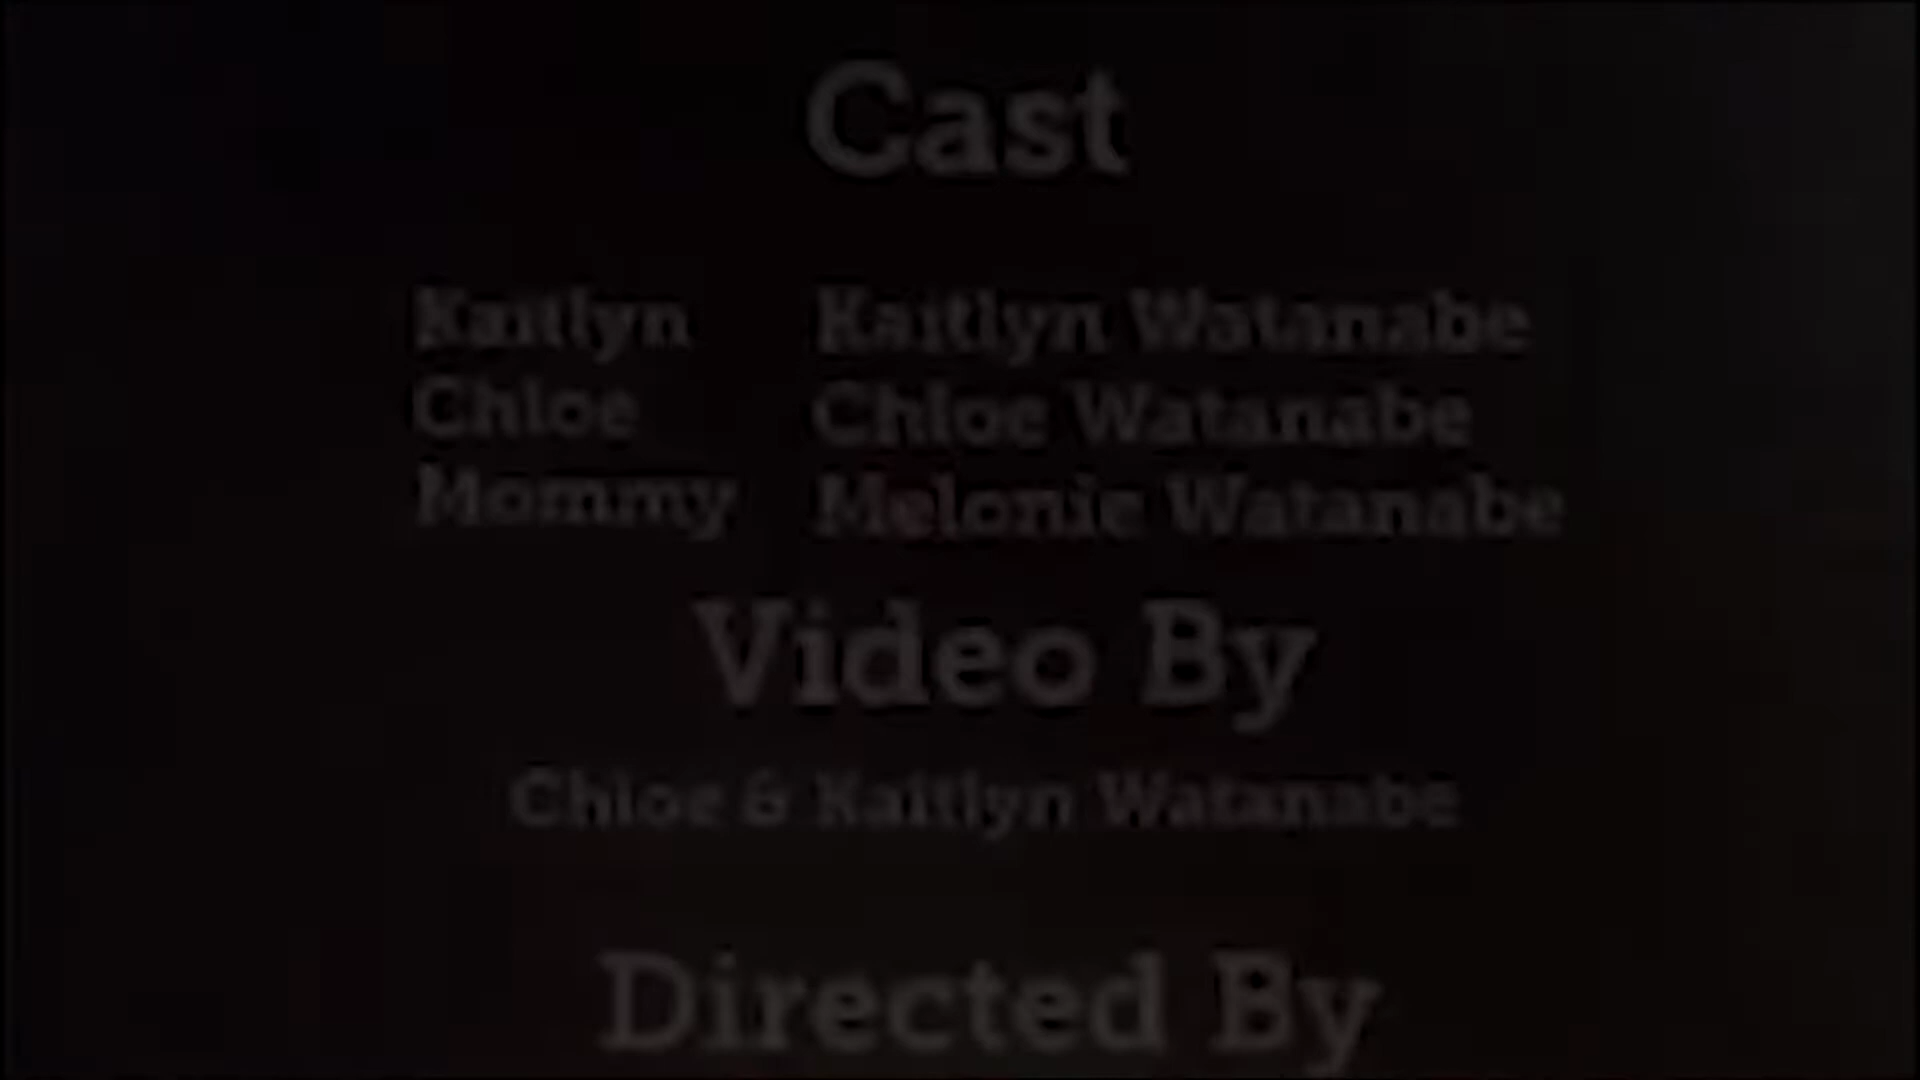 Cast
Kaitlyn Kaitlyn Watanabe
Chloe Chloe Watanabe
Mommy Melonie Watanabe
Video By
Chloe & Kaitlyn Watanabe
Directed By